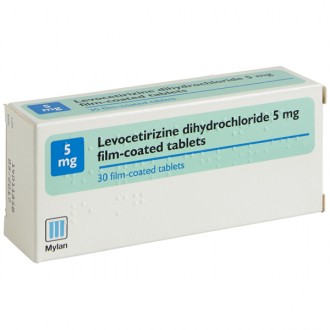 5
mg
Levocetirizine dihydrochloride 5 mg
film-coated tablets
30 film-coated tablets
Mylan